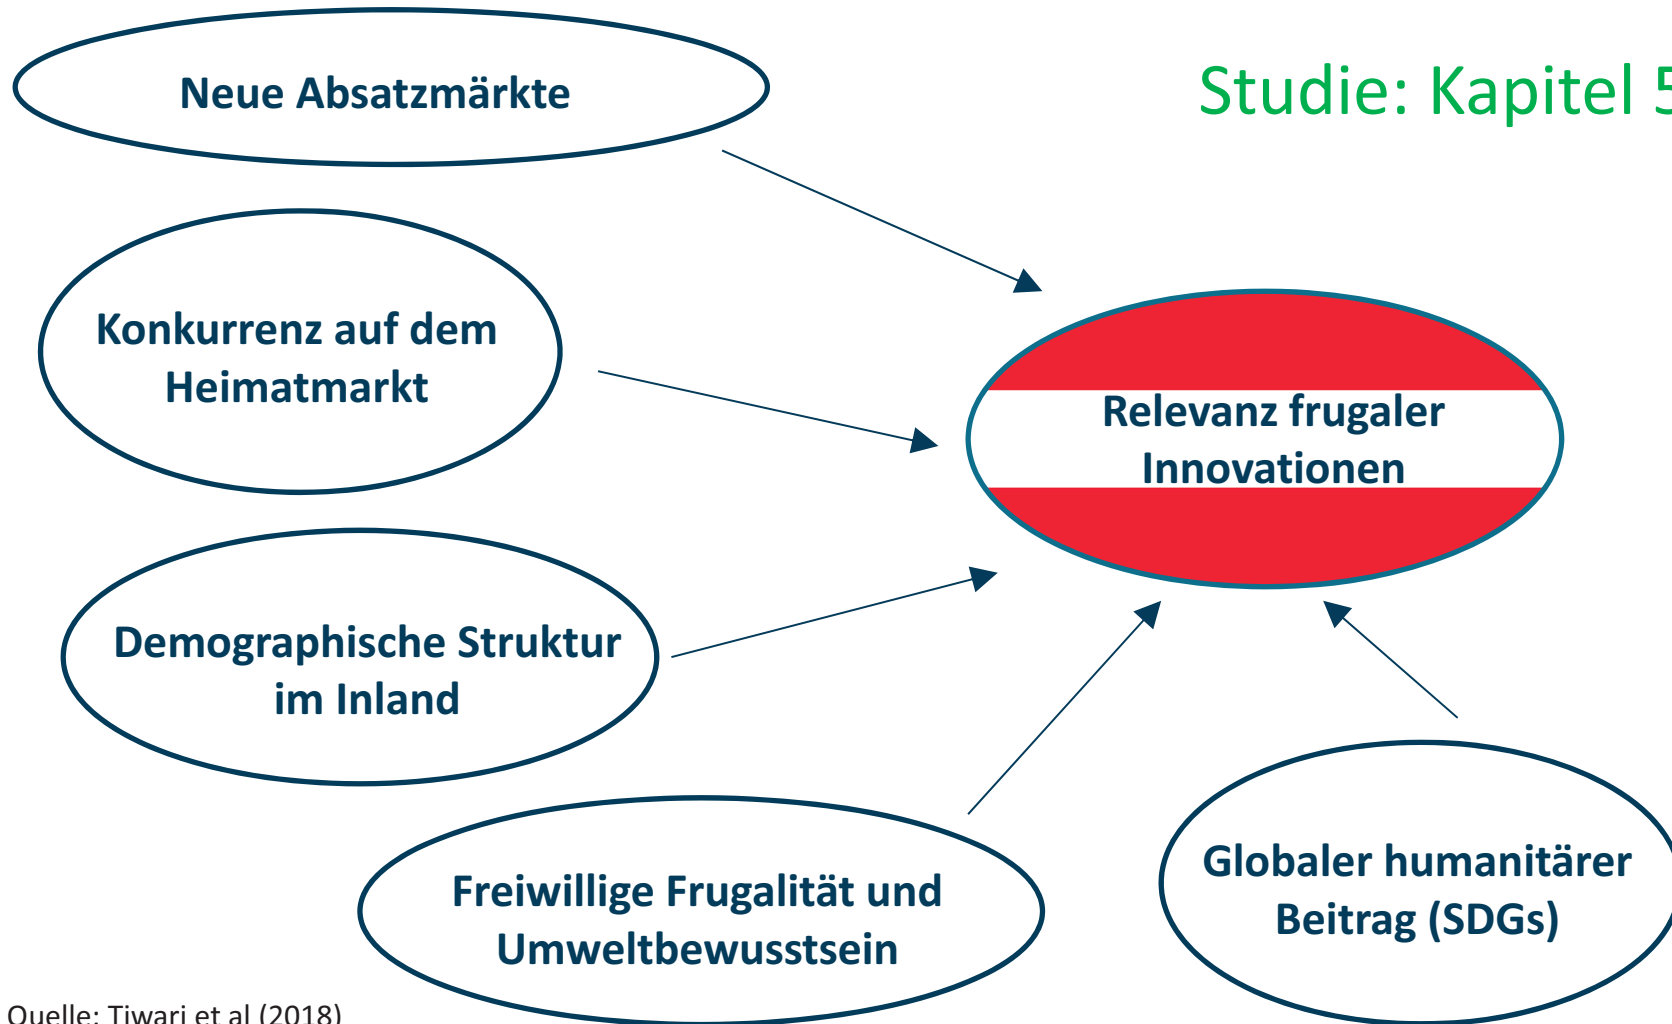 Neue Absatzmärkte
Studie: Kapitel 5
Konkurrenz auf dem
Heimatmarkt
Relevanz frugaler
Innovationen
Demographische Struktur
im Inland
Freiwillige Frugalität und
Umweltbewusstsein
Globaler humanitärer
Beitrag (SDGs)
Quelle: Tiwari et al (2018)